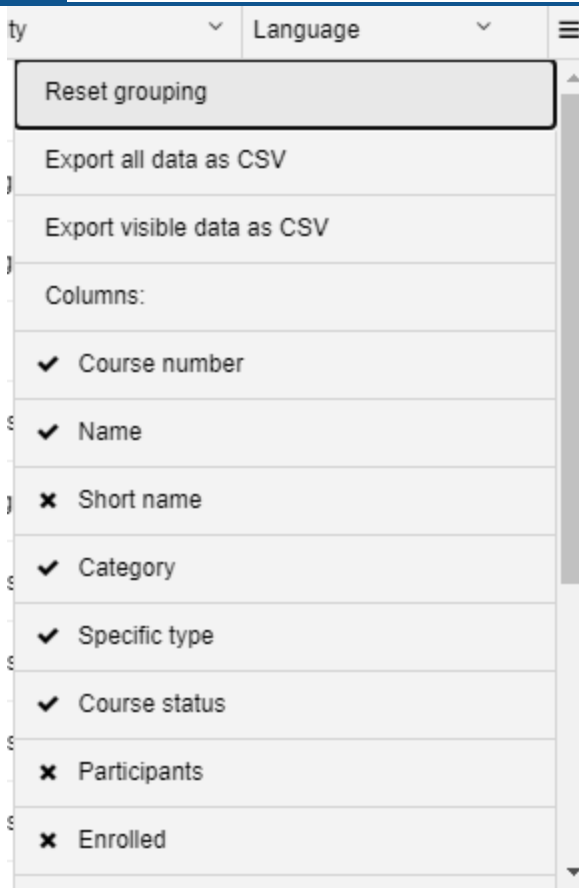 ty Language
Reset grouping
Export all data as CSV
Export visible data as CSV
Columns:
Course number
Name
Short name
Category
Specific type
Course status
Participants
Enrolled